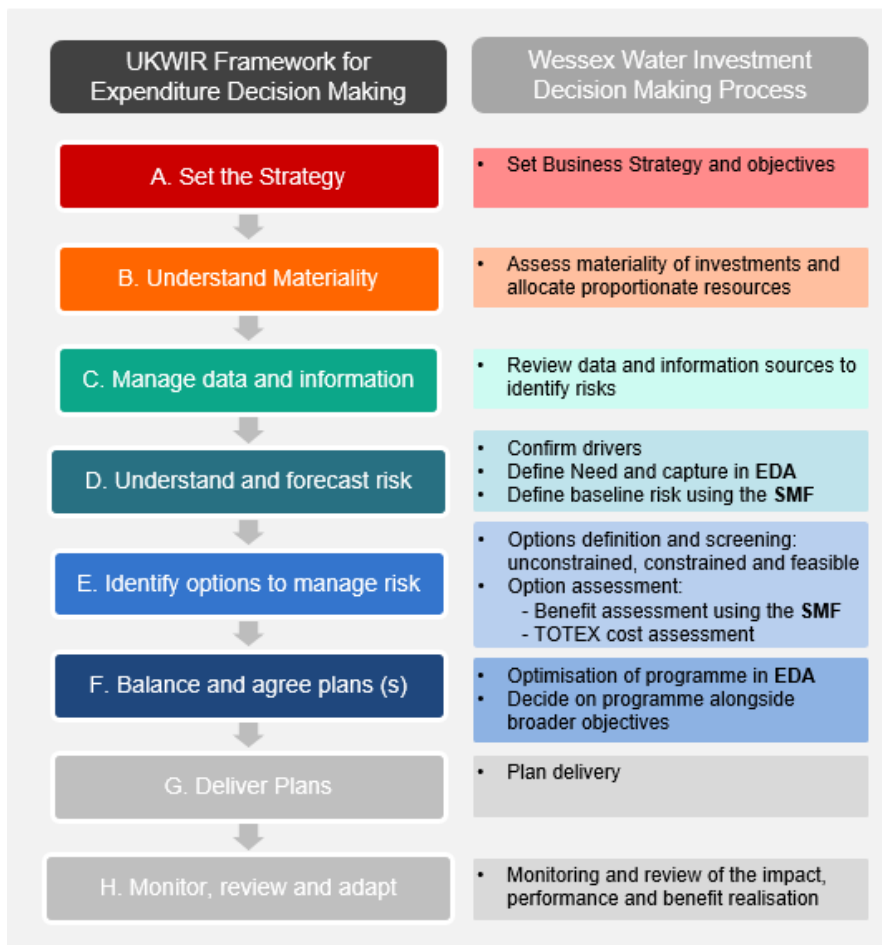 UKWIR Framework for
Expenditure Decision Making
Wessex Water Investment
Decision Making Process
A. Set the Strategy
• Set Business Strategy and objectives
B. Understand Materiality
• Assess materiality of investments and
allocate proportionate resources
C. Manage data and information
• Review data and information sources to
identify risks
D. Understand and forecast risk
• Confirm drivers
• Define Need and capture in EDA
• Define baseline risk using the SMF
E. Identify options to manage risk
• Options definition and screening:
unconstrained, constrained and feasible
• Option assessment:
- Benefit assessment using the SMF
- TOTEX cost assessment
F. Balance and agree plans (s)
• Optimisation of programme in EDA
• Decide on programme alongside
broader objectives
G. Deliver Plans
• Plan delivery
H. Monitor, review and adapt
• Monitoring and review of the impact,
performance and benefit realisation